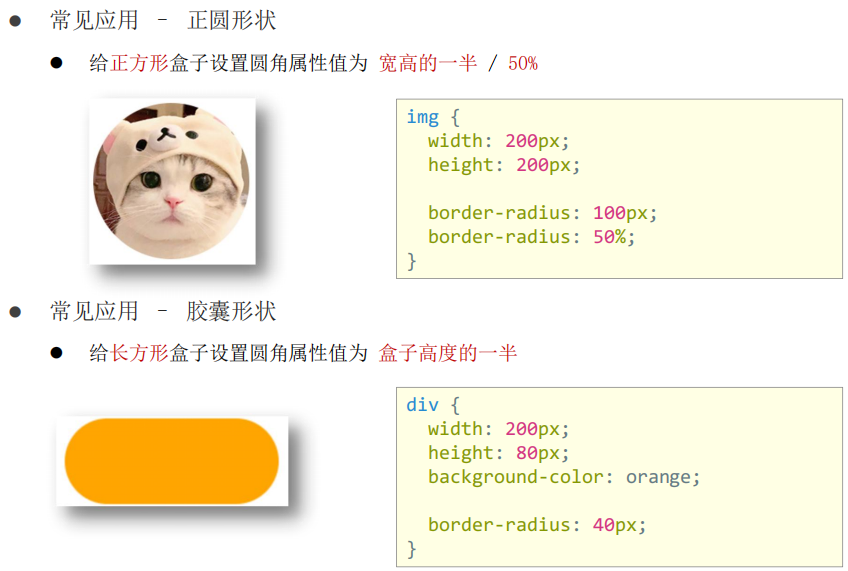 常见应用 - 正圆形状
给正方形盒子设置圆角属性值为 宽高的一半 / 50%
img {
width: 200px;
height: 200px;
border-radius: 100px;
border-radius: 50%;
}
常见应用 - 胶囊形状
给长方形盒子设置圆角属性值为 盒子高度的一半
div {
width: 200px;
height: 80px;
background-color: orange;
border-radius: 40px;
}